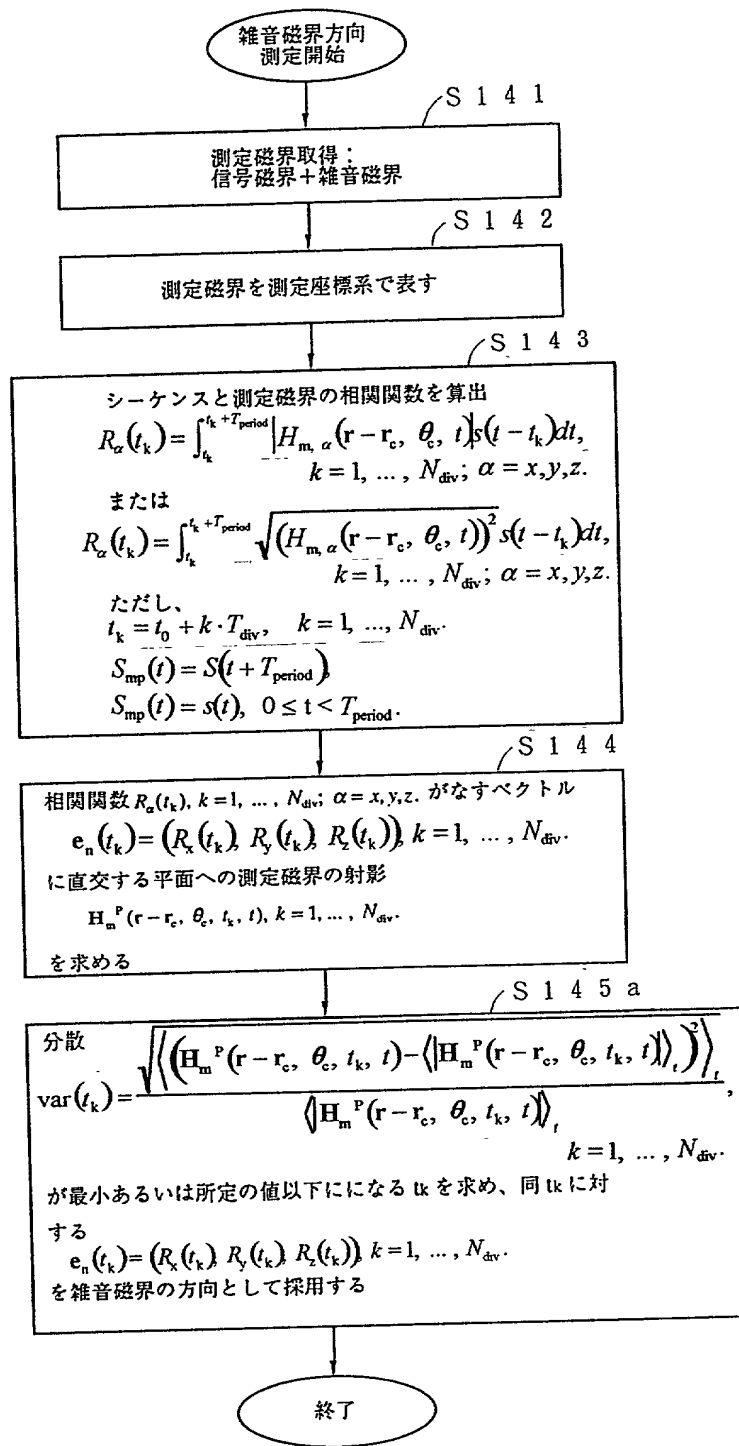 雑音磁界方向
測定開始
S141
測定磁界取得：
信号磁界＋雑音磁界
S142
測定磁界を測定座標系で表す
S143
シーケンスと測定磁界の相関関数を算出
R_α(t_k)=∫_{t_k}^{t_k+T_period}|H_{m, α}(r−r_c, θ_c, t)|s(t−t_k)dt,
k=1, ..., N_div; α=x,y,z.
または
R_α(t_k)=∫_{t_k}^{t_k+T_period}√(H_{m, α}(r−r_c, θ_c, t))² s(t−t_k)dt,
k=1, ..., N_div; α=x,y,z.
ただし、
t_k=t_0+k·T_div, k=1, ..., N_div.
S_mp(t)=S(t+T_period),
S_mp(t)=s(t), 0≤t<T_period.
S144
相関関数 R_α(t_k), k=1, ..., N_div; α=x,y,z. がなすベクトル
e_n(t_k)=(R_x(t_k), R_y(t_k), R_z(t_k)), k=1, ..., N_div.
に直交する平面への測定磁界の射影
H_m^P(r−r_c, θ_c, t_k, t), k=1, ..., N_div.
を求める
S145a
分散
var(t_k)=√⟨(H_m^P(r−r_c, θ_c, t_k, t)−⟨|H_m^P(r−r_c, θ_c, t_k, t)|⟩_t)²⟩_t / ⟨|H_m^P(r−r_c, θ_c, t_k, t)|⟩_t,
k=1, ..., N_div.
が最小あるいは所定の値以下にになる tk を求め、同 tk に対
する
e_n(t_k)=(R_x(t_k), R_y(t_k), R_z(t_k)), k=1, ..., N_div.
を雑音磁界の方向として採用する
終了